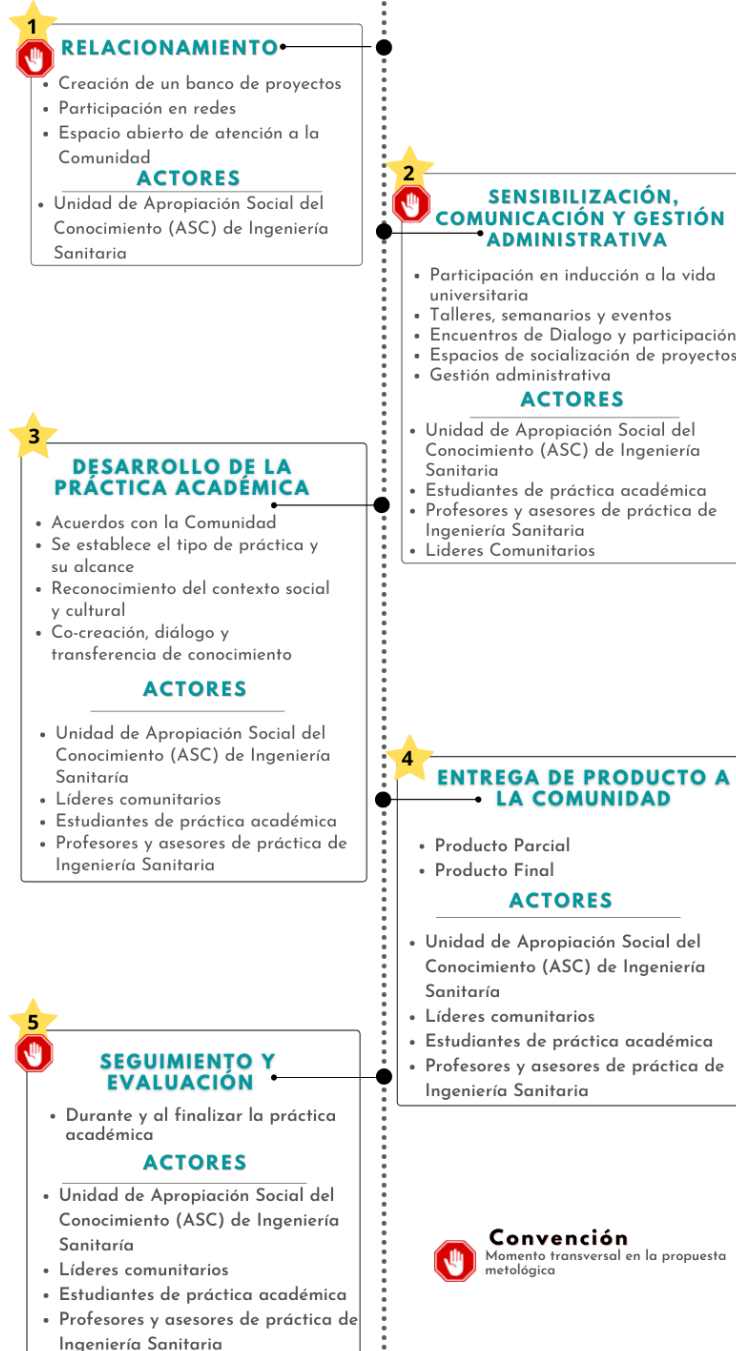 1
RELACIONAMIENTO
• Creación de un banco de proyectos
• Participación en redes
• Espacio abierto de atención a la
Comunidad
ACTORES
• Unidad de Apropiación Social del
Conocimiento (ASC) de Ingeniería
Sanitaria
2
SENSIBILIZACIÓN,
COMUNICACIÓN Y GESTIÓN
ADMINISTRATIVA
• Participación en inducción a la vida
universitaria
• Talleres, semanarios y eventos
• Encuentros de Dialogo y participación
• Espacios de socialización de proyectos
• Gestión administrativa
ACTORES
• Unidad de Apropiación Social del
Conocimiento (ASC) de Ingeniería
Sanitaria
• Estudiantes de práctica académica
• Profesores y asesores de práctica de
Ingeniería Sanitaria
• Lideres Comunitarios
3
DESARROLLO DE LA
PRÁCTICA ACADÉMICA
• Acuerdos con la Comunidad
• Se establece el tipo de práctica y
su alcance
• Reconocimiento del contexto social
y cultural
• Co-creación, diálogo y
transferencia de conocimiento
ACTORES
• Unidad de Apropiación Social del
Conocimiento (ASC) de Ingeniería
Sanitaría
• Líderes comunitarios
• Estudiantes de práctica académica
• Profesores y asesores de práctica de
Ingeniería Sanitaria
4
ENTREGA DE PRODUCTO A
LA COMUNIDAD
• Producto Parcial
• Producto Final
ACTORES
• Unidad de Apropiación Social del
Conocimiento (ASC) de Ingeniería
Sanitaría
• Líderes comunitarios
• Estudiantes de práctica académica
• Profesores y asesores de práctica de
Ingeniería Sanitaria
5
SEGUIMIENTO Y
EVALUACIÓN
• Durante y al finalizar la práctica
académica
ACTORES
• Unidad de Apropiación Social del
Conocimiento (ASC) de Ingeniería
Sanitaría
• Líderes comunitarios
• Estudiantes de práctica académica
• Profesores y asesores de práctica de
Ingeniería Sanitaria
Convención
Momento transversal en la propuesta
metológica